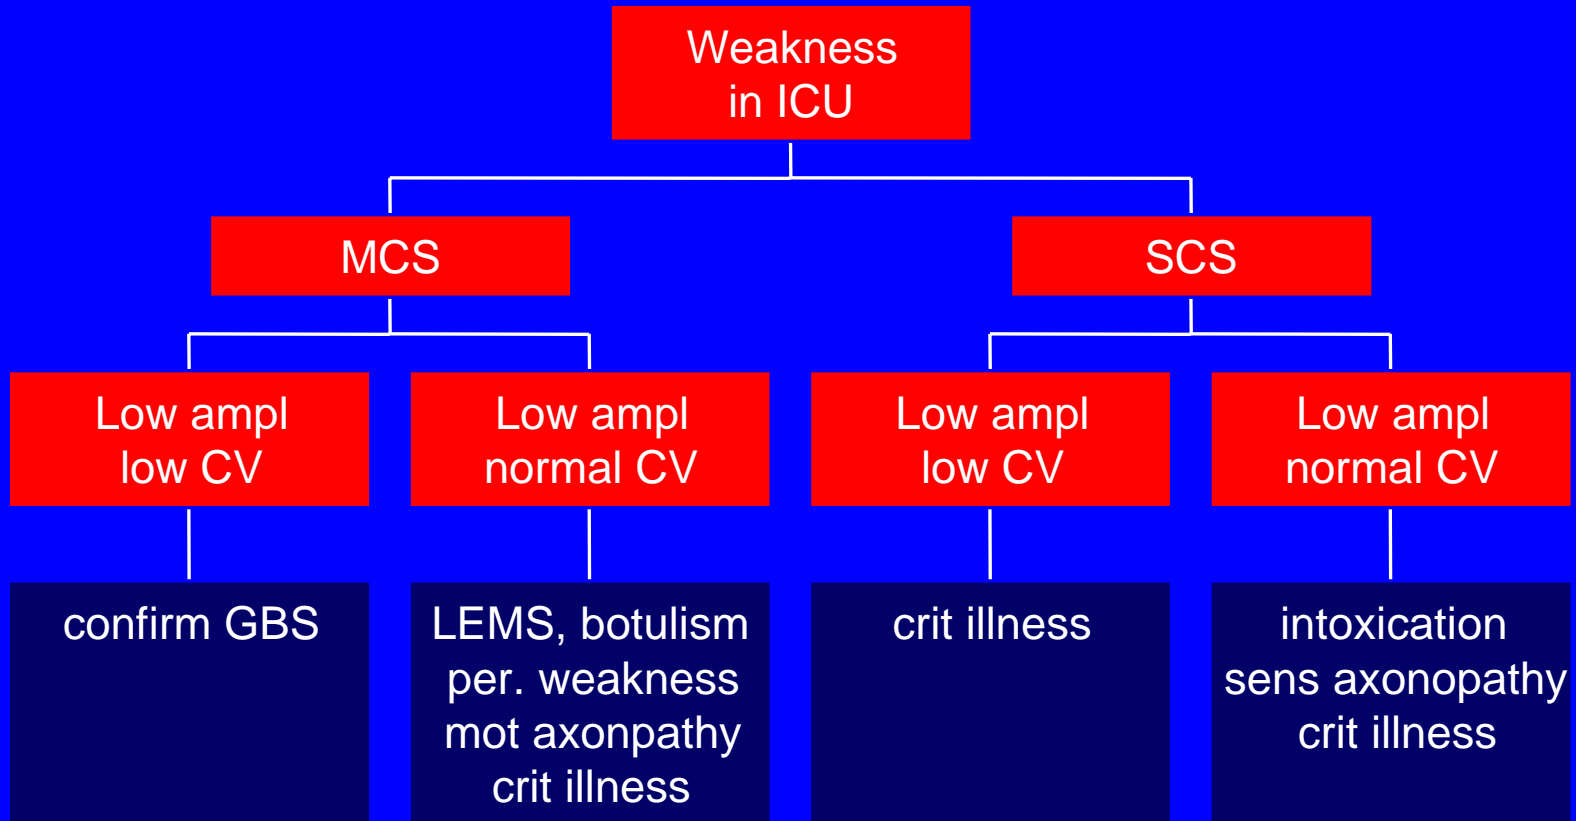 Weakness
in ICU
MCS
SCS
Low ampl
low CV
Low ampl
normal CV
Low ampl
low CV
Low ampl
normal CV
confirm GBS
LEMS, botulism
per. weakness
mot axonpathy
crit illness
crit illness
intoxication
sens axonopathy
crit illness